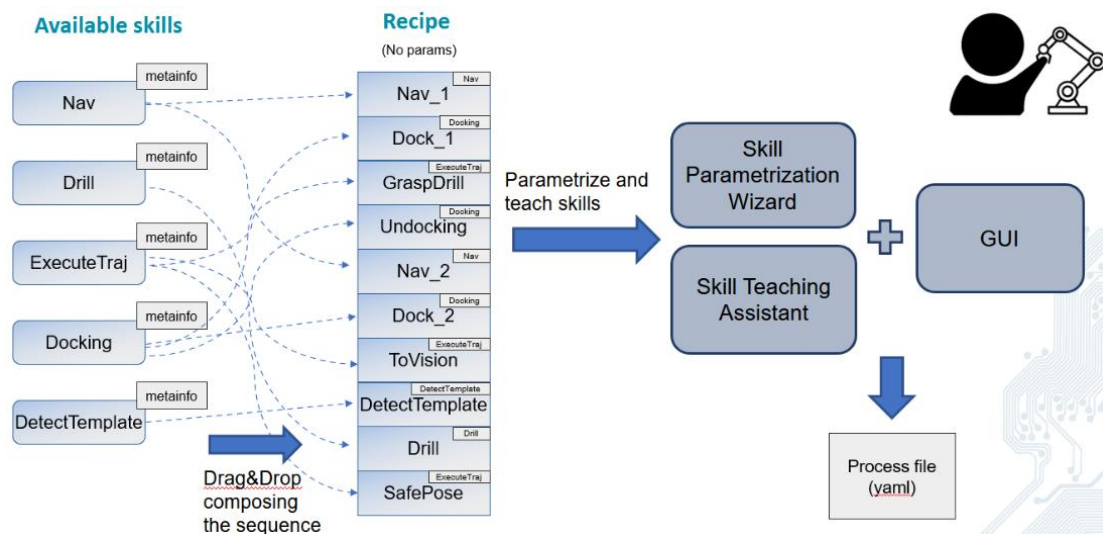 Available skills
metainfo
Nav
metainfo
Drill
metainfo
ExecuteTraj
metainfo
Docking
metainfo
DetectTemplate
Drag&Drop
composing
the sequence
Recipe
(No params)
Nav
Nav_1
Docking
Dock_1
ExecuteTraj
GraspDrill
Docking
Undocking
Nav
Nav_2
Docking
Dock_2
ExecuteTraj
ToVision
DetectTemplate
DetectTemplate
Drill
Drill
ExecuteTraj
SafePose
Parametrize and
teach skills
Skill
Parametrization
Wizard
Skill Teaching
Assistant
GUI
Process file
(yaml)